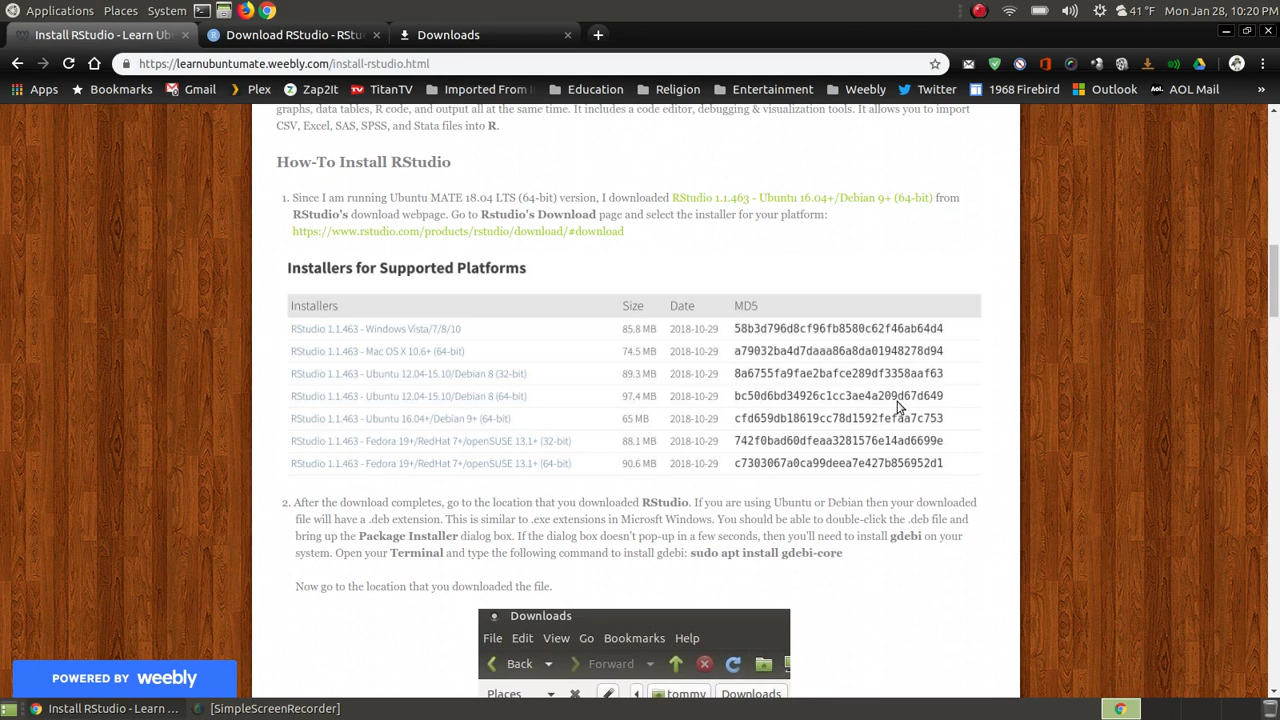 Applications Places System 41 °F Mon Jan 28, 10:20 PM
Install RStudio - Learn Ub Download RStudio - RStu Downloads
https://learnubuntumate.weebly.com/install-rstudio.html
Apps Bookmarks Gmail Plex ZapZIt TitanTV Imported From Education Religion Entertainment Weebly Twitter 1968 Firebird Outlook AOL Mail »
graphs, data tables, R code, and output all at the same time. It includes a code editor, debugging & visualization tools. It allows you to import
CSV, Excel, SAS, SPSS, and Stata files into R.
How-To Install RStudio
1. Since I am running Ubuntu MATE 18.04 LTS (64-bit) version, I downloaded RStudio 1.1.463 - Ubuntu 16.04+/Debian 9+ (64-bit) from
RStudio's download webpage. Go to Rstudio's Download page and select the installer for your platform:
https://www.rstudio.com/products/rstudio/download/#download
Installers for Supported Platforms
Installers Size Date MD5
RStudio 1.1.463 - Windows Vista/7/8/10 85.8 MB 2018-10-29 58b3d796d8cf96fb8580c62f46ab64d4
RStudio 1.1.463 - Mac OS X 10.6+ (64-bit) 74.5 MB 2018-10-29 a79032ba4d7daaa86a8da01948278d94
RStudio 1.1.463 - Ubuntu 12.04-15.10/Debian 8 (32-bit) 89.3 MB 2018-10-29 8a6755fa9fae2bafce289df3358aaf63
RStudio 1.1.463 - Ubuntu 12.04-15.10/Debian 8 (64-bit) 97.4 MB 2018-10-29 bc50d6bd34926c1cc3ae4a209d67d649
RStudio 1.1.463 - Ubuntu 16.04+/Debian 9+ (64-bit) 65 MB 2018-10-29 cfd659db18619cc78d1592fefaa7c753
RStudio 1.1.463 - Fedora 19+/RedHat 7+/openSUSE 13.1+ (32-bit) 88.1 MB 2018-10-29 742f0bad60dfeaa3281576e14ad6699e
RStudio 1.1.463 - Fedora 19+/RedHat 7+/openSUSE 13.1+ (64-bit) 90.6 MB 2018-10-29 c7303067a0ca99deea7e427b856952d1
2. After the download completes, go to the location that you downloaded RStudio. If you are using Ubuntu or Debian then your downloaded
file will have a .deb extension. This is similar to .exe extensions in Microsft Windows. You should be able to double-click the .deb file and
bring up the Package Installer dialog box. If the dialog box doesn't pop-up in a few seconds, then you'll need to install gdebi on your
system. Open your Terminal and type the following command to install gdebi: sudo apt install gdebi-core
Now go to the location that you downloaded the file.
Downloads
File Edit View Go Bookmarks Help
Back Forward
Places tommy Downloads
POWERED BY weebly
Install RStudio - Learn ... [SimpleScreenRecorder]